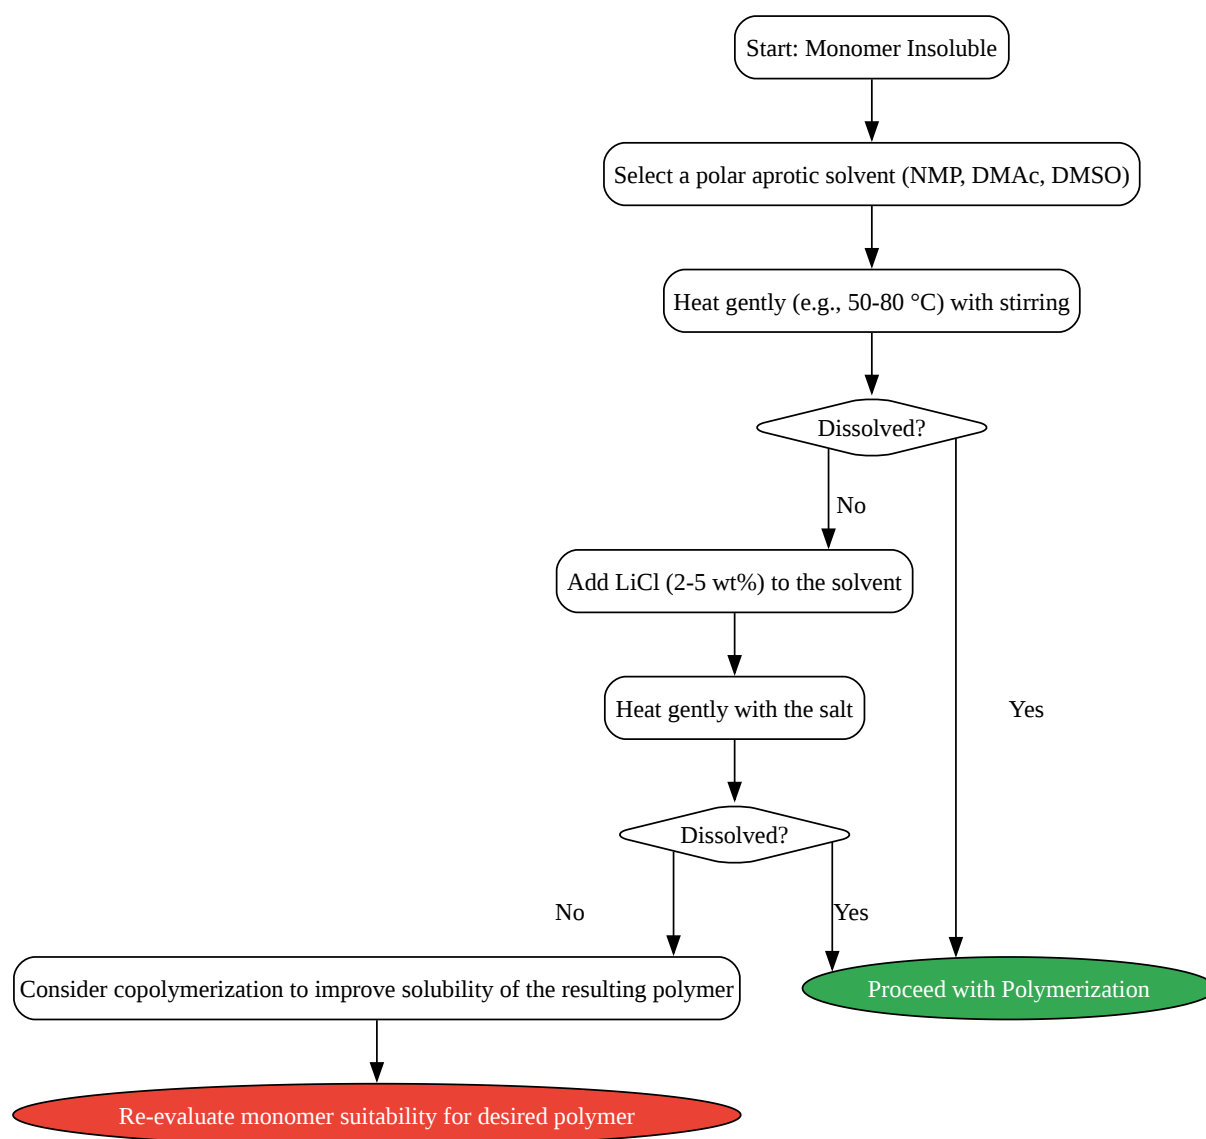 Start: Monomer Insoluble
Select a polar aprotic solvent (NMP, DMAc, DMSO)
Heat gently (e.g., 50-80 °C) with stirring
Dissolved?
No
Add LiCl (2-5 wt%) to the solvent
Heat gently with the salt
Yes
Dissolved?
No
Yes
Consider copolymerization to improve solubility of the resulting polymer
Proceed with Polymerization
Re-evaluate monomer suitability for desired polymer